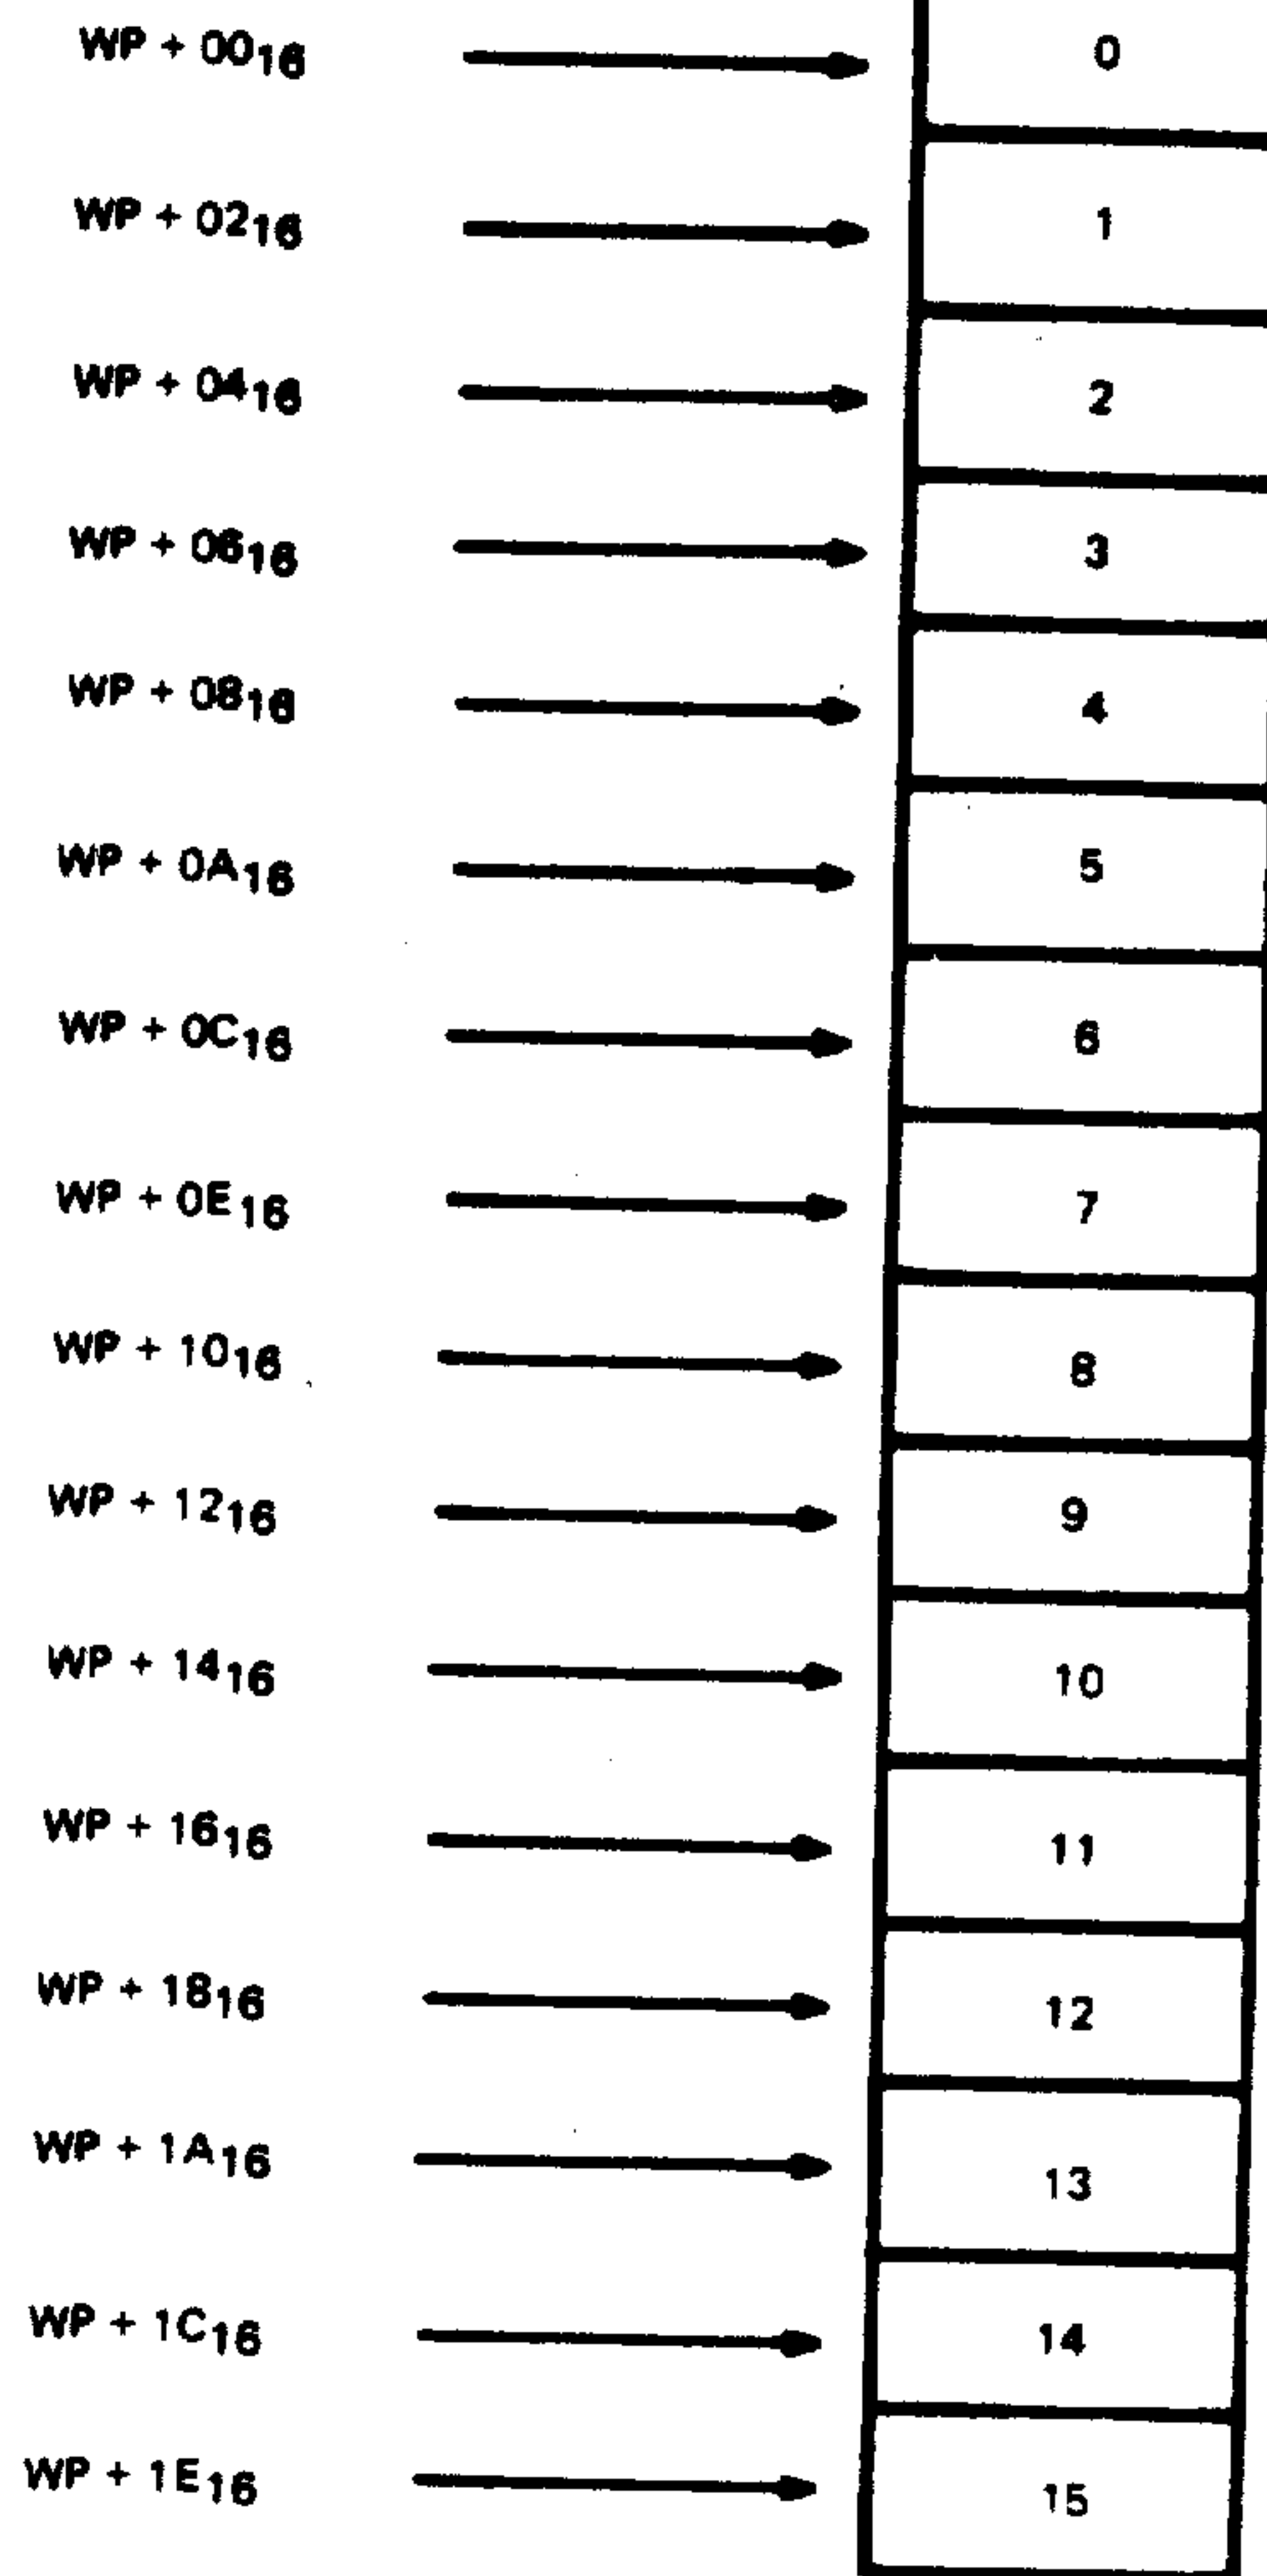 WP + 00₁₆ 0
WP + 02₁₆ 1
WP + 04₁₆ 2
WP + 06₁₆ 3
WP + 08₁₆ 4
WP + 0A₁₆ 5
WP + 0C₁₆ 6
WP + 0E₁₆ 7
WP + 10₁₆ 8
WP + 12₁₆ 9
WP + 14₁₆ 10
WP + 16₁₆ 11
WP + 18₁₆ 12
WP + 1A₁₆ 13
WP + 1C₁₆ 14
WP + 1E₁₆ 15